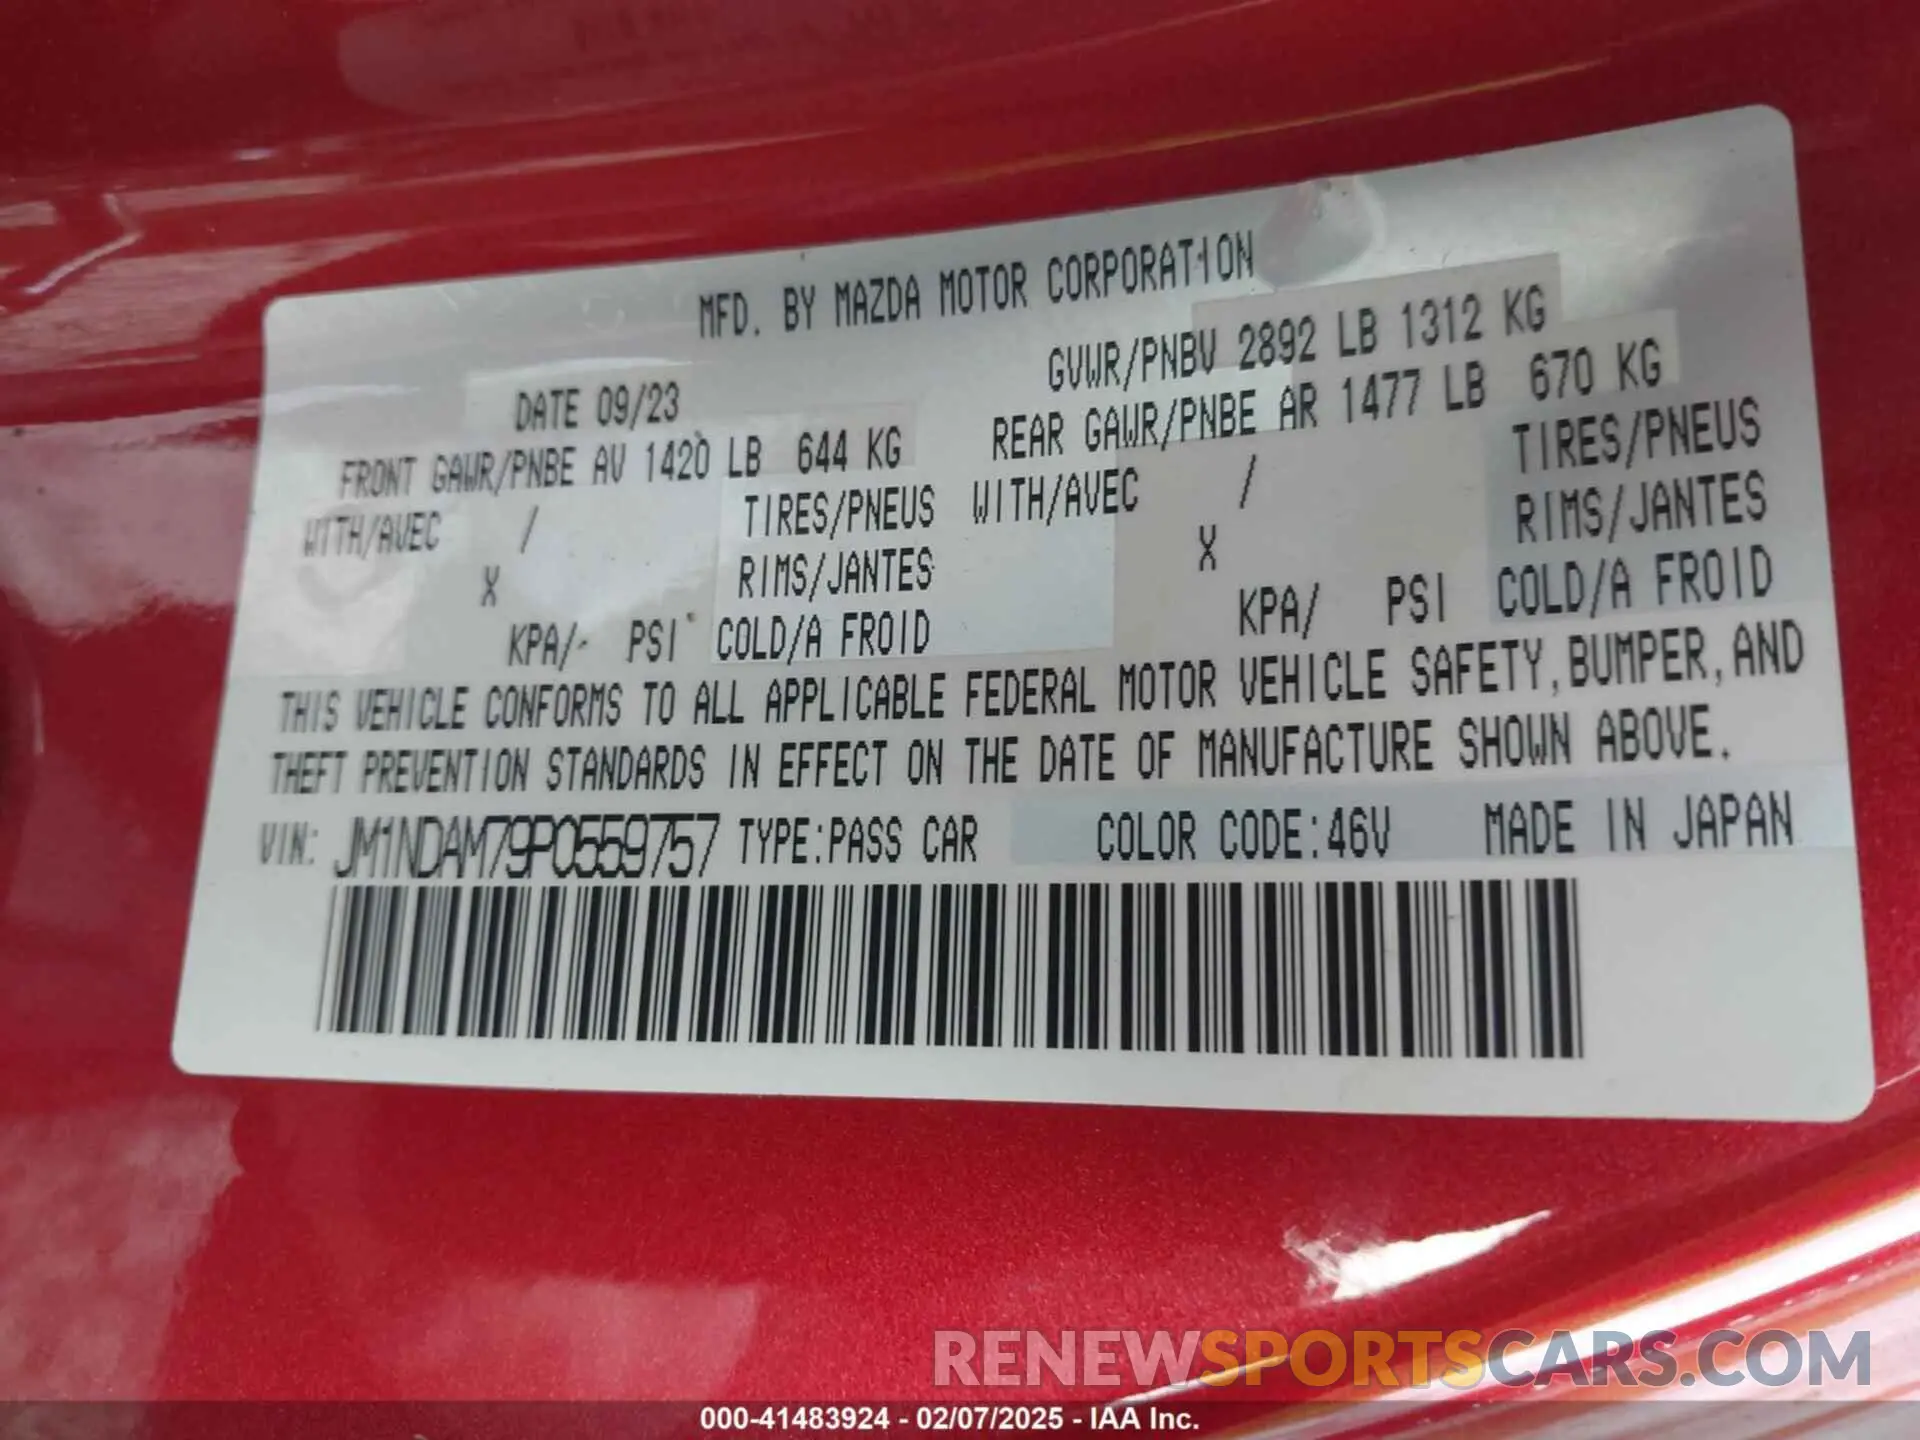 MFD. BY MAZDA MOTOR CORPORATION
DATE 09/23 GVWR/PNBV 2892 LB 1312 KG
FRONT GAWR/PNBE AV 1420 LB 644 KG REAR GAWR/PNBE AR 1477 LB 670 KG
WITH/AVEC / TIRES/PNEUS WITH/AVEC / TIRES/PNEUS
X RIMS/JANTES X RIMS/JANTES
KPA/- PSI COLD/A FROID KPA/ PSI COLD/A FROID
THIS VEHICLE CONFORMS TO ALL APPLICABLE FEDERAL MOTOR VEHICLE SAFETY, BUMPER, AND
THEFT PREVENTION STANDARDS IN EFFECT ON THE DATE OF MANUFACTURE SHOWN ABOVE.
VIN: JM1NDAM79P0559757 TYPE:PASS CAR COLOR CODE:46V MADE IN JAPAN
RENEWSPORTSCARS.COM
000-41483924 - 02/07/2025 - IAA Inc.